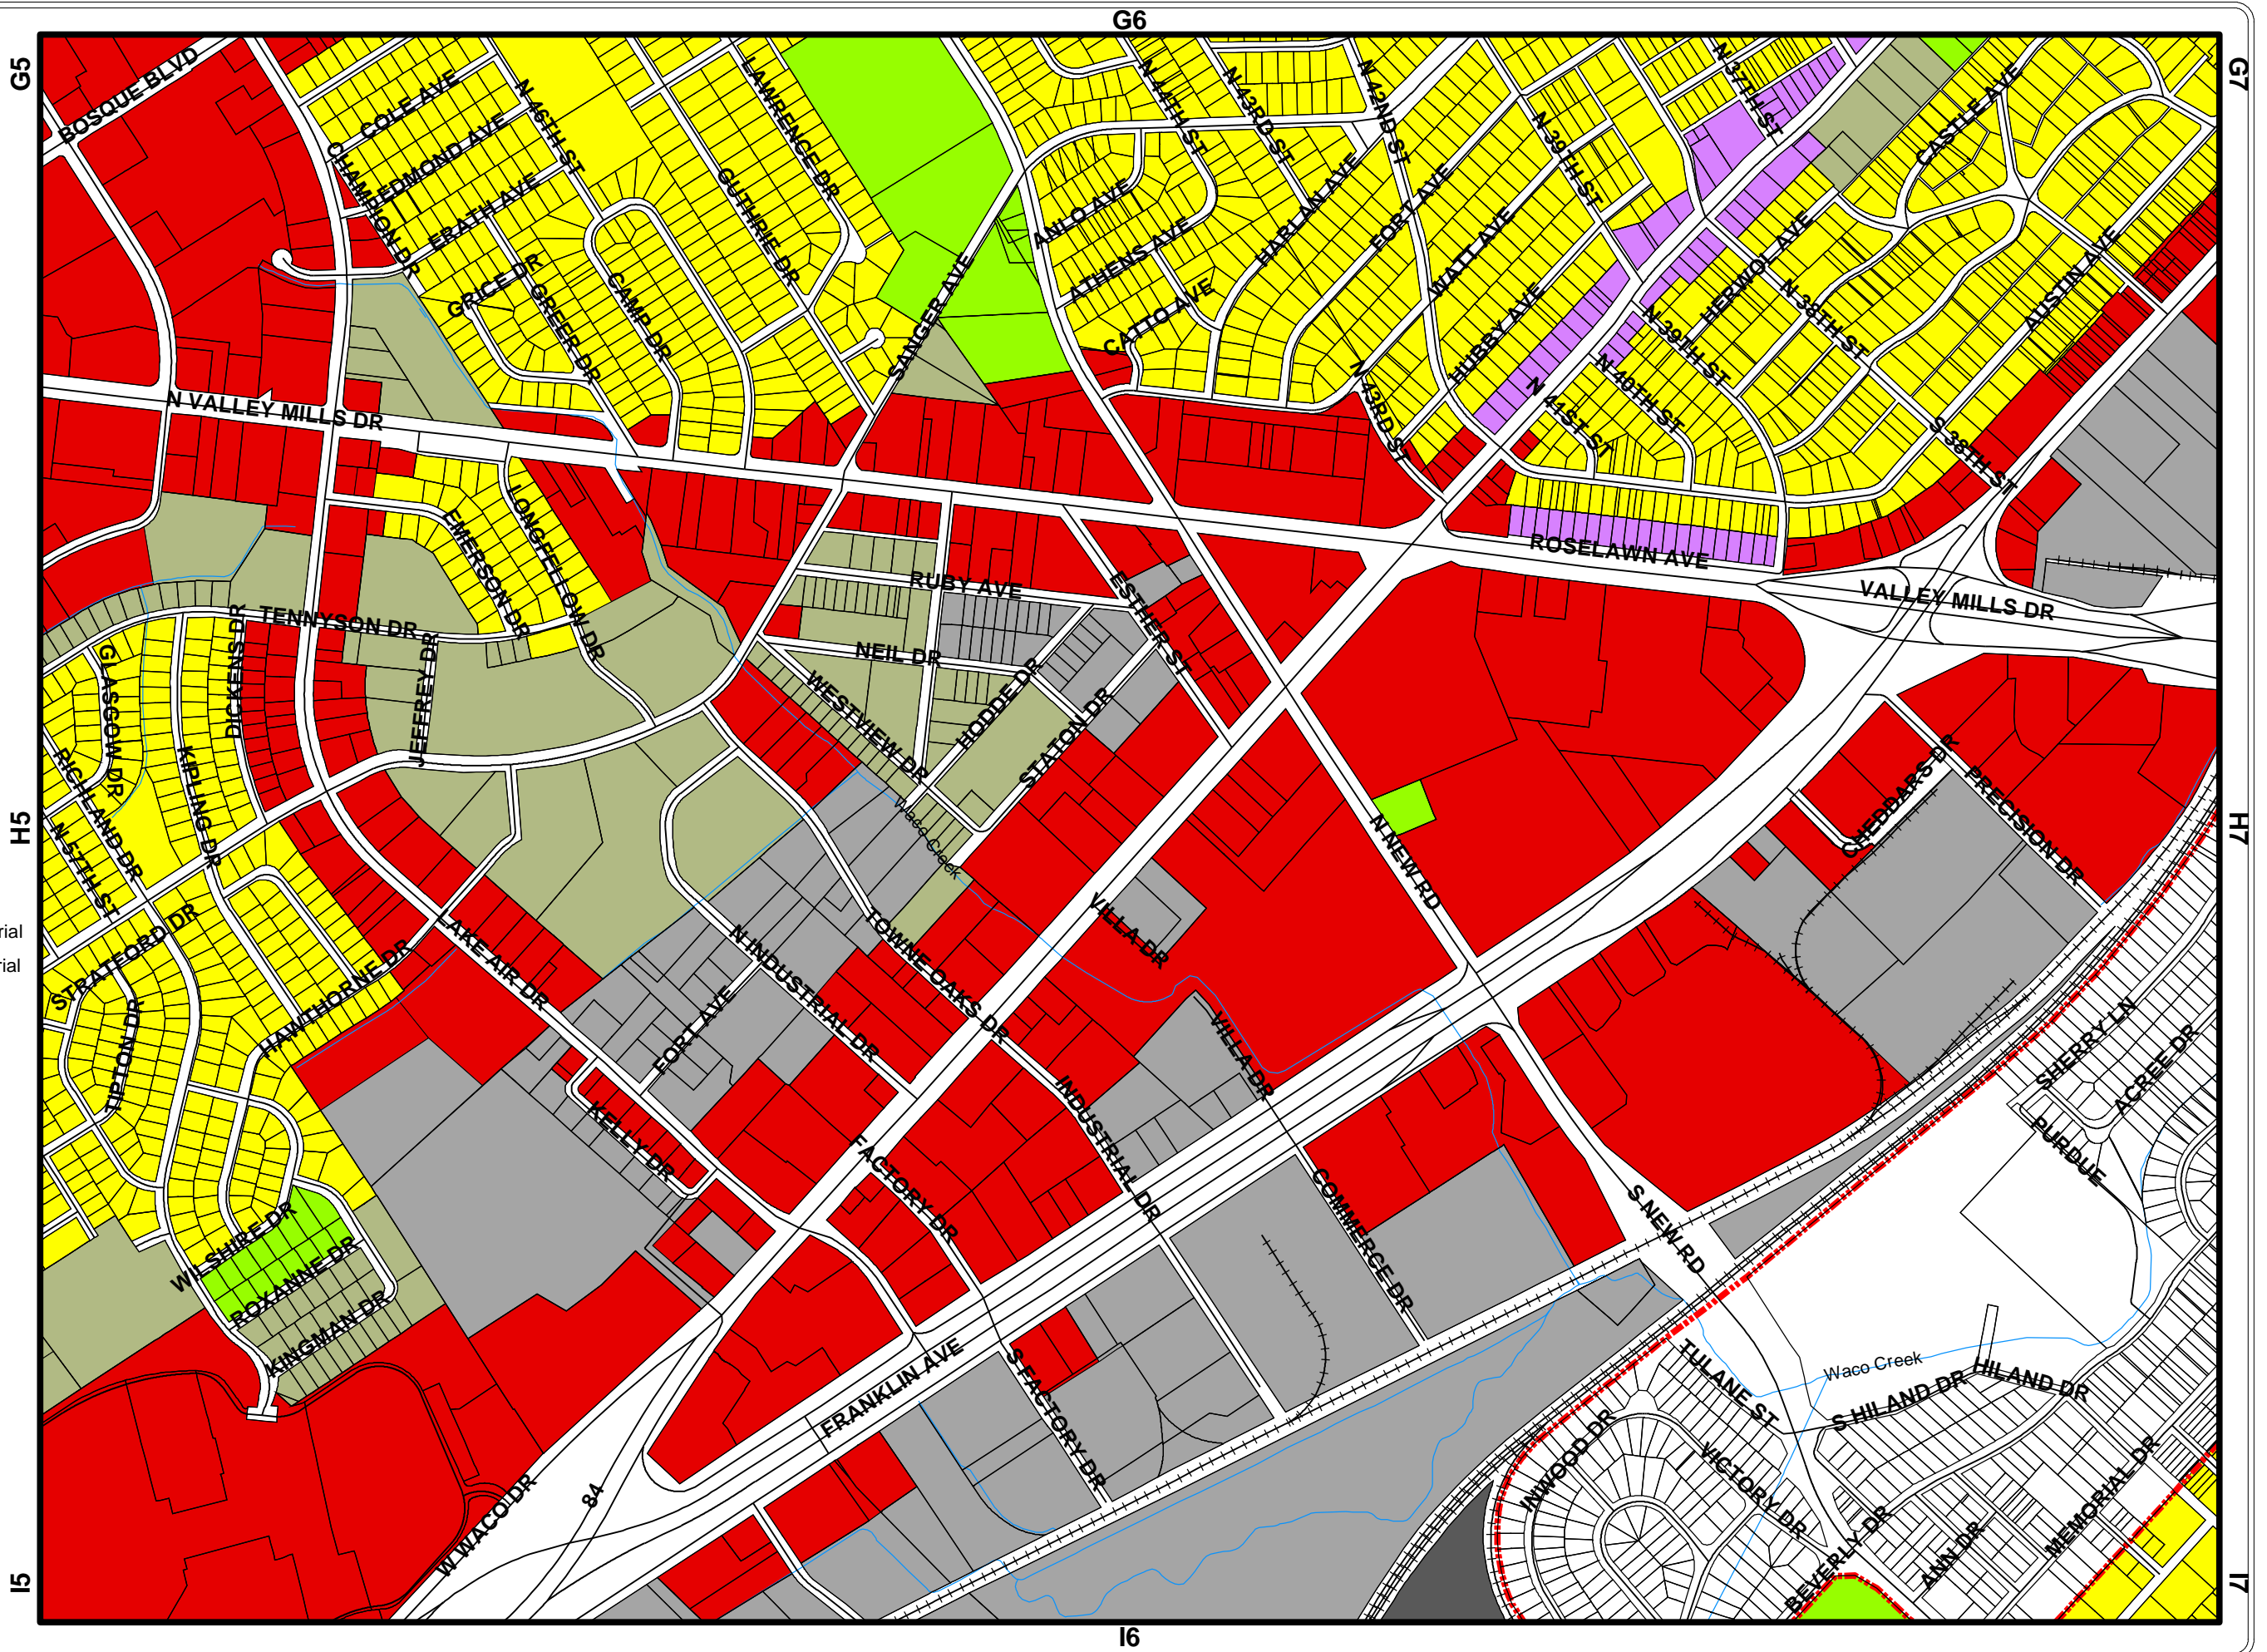 G6
G5
G7
BOSQUE BLVD
COLE AVE
EDMOND AVE
ERATH AVE
CHAMPION DR
N 46TH ST
LAWRENCE DR
GUTHRIE DR
GRICE DR
GREER DR
CAMP DR
SANGER AVE
N 44TH ST
N 43RD ST
N 42ND ST
N 37TH ST
N 39TH ST
CASTLE AVE
ANLO AVE
ATHENS AVE
HARLAN AVE
FORT AVE
WATT AVE
CATTO AVE
HUBBY AVE
HERWOL AVE
N 38TH ST
N 39TH ST
AUSTIN AVE
N 40TH ST
N 41ST ST
N 43RD ST
S 38TH ST
N VALLEY MILLS DR
LONGFELLOW DR
EMERSON DR
ROSELAWN AVE
VALLEY MILLS DR
RUBY AVE
ESTHER ST
TENNYSON DR
DICKENS DR
JEFFREY DR
NEIL DR
GLASGOW DR
WESTVIEW DR
HODDE DR
STATON DR
RICHLAND DR
KIPLING DR
N 57TH ST
H5
H7
Waco Creek
CHEDDARS DR
PRECISION DR
N NEW RD
VILLA DR
rial
rial
STRATFORD DR
TIPTON DR
HAWTHORNE DR
LAKE AIR DR
FORT AVE
N INDUSTRIAL DR
TOWNE OAKS DR
VILLA DR
INDUSTRIAL DR
SHERRY LN
ACREE DR
PURDUE
KELLY DR
FACTORY DR
COMMERCE DR
S NEW RD
WILSHIRE DR
ROXANNE DR
KINGMAN DR
FRANKLIN AVE
S FACTORY DR
TULANE ST
Waco Creek
S HILAND DR
HILAND DR
INWOOD DR
VICTORY DR
MEMORIAL DR
W WACO DR
84
BEVERLY DR
ANN DR
I5
I7
I6